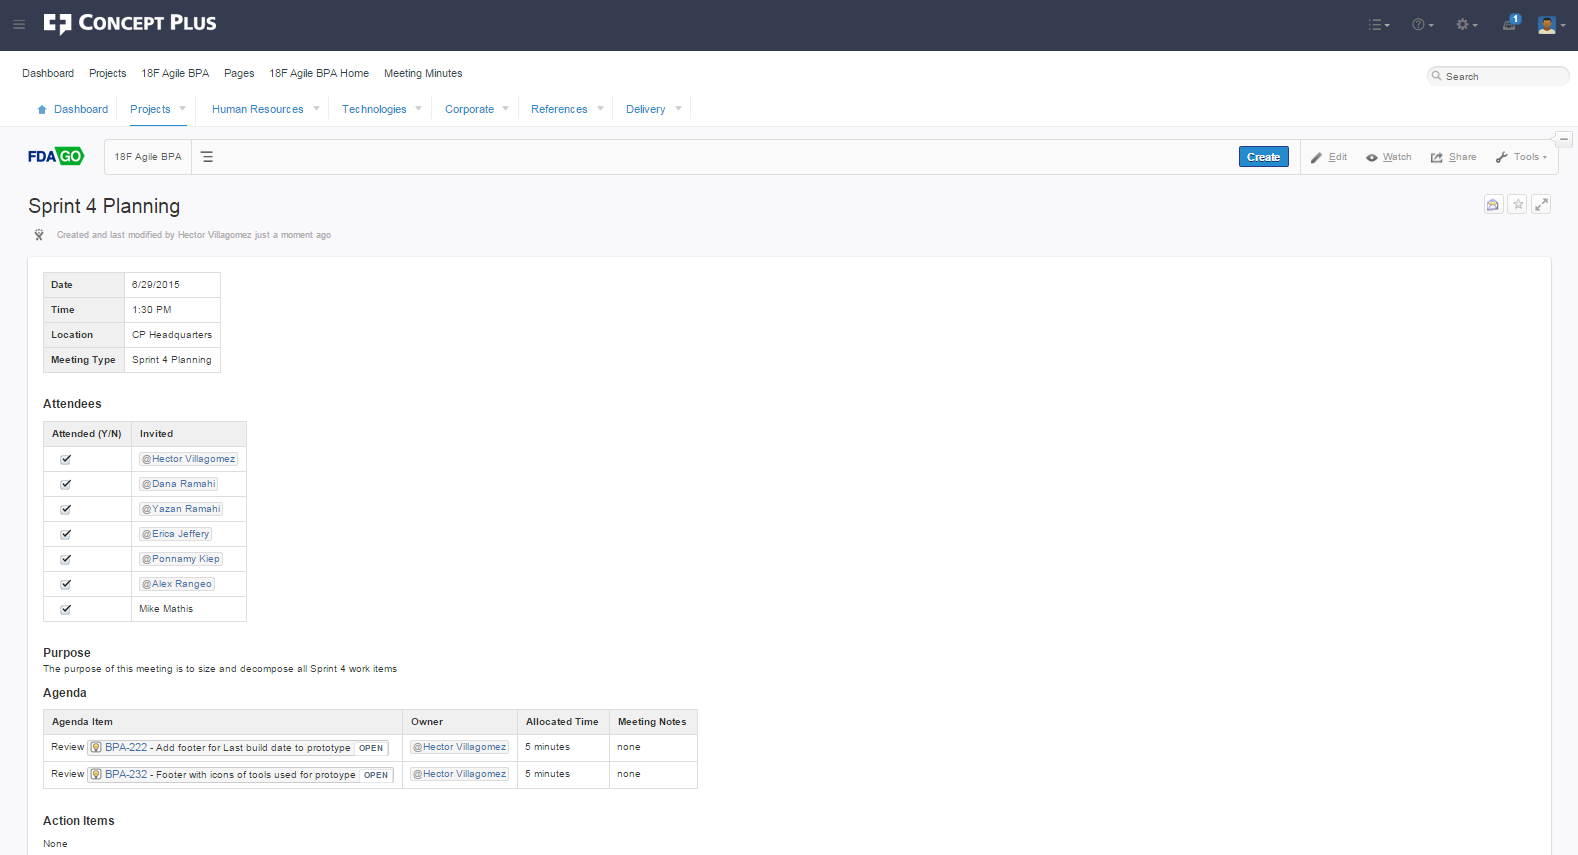 CONCEPT PLUS
1
Dashboard Projects 18F Agile BPA Pages 18F Agile BPA Home Meeting Minutes
Search
Dashboard Projects Human Resources Technologies Corporate References Delivery
FDA GO 18F Agile BPA Create Edit Watch Share Tools
Sprint 4 Planning
Created and last modified by Hector Villagomez just a moment ago
Date 6/29/2015
Time 1:30 PM
Location CP Headquarters
Meeting Type Sprint 4 Planning
Attendees
Attended (Y/N) Invited
@Hector Villagomez
@Dana Ramahi
@Yazan Ramahi
@Erica Jeffery
@Ponnamy Kiep
@Alex Rangeo
Mike Mathis
Purpose
The purpose of this meeting is to size and decompose all Sprint 4 work items
Agenda
Agenda Item Owner Allocated Time Meeting Notes
Review BPA-222 - Add footer for Last build date to prototype OPEN @Hector Villagomez 5 minutes none
Review BPA-232 - Footer with icons of tools used for protoype OPEN @Hector Villagomez 5 minutes none
Action Items
None